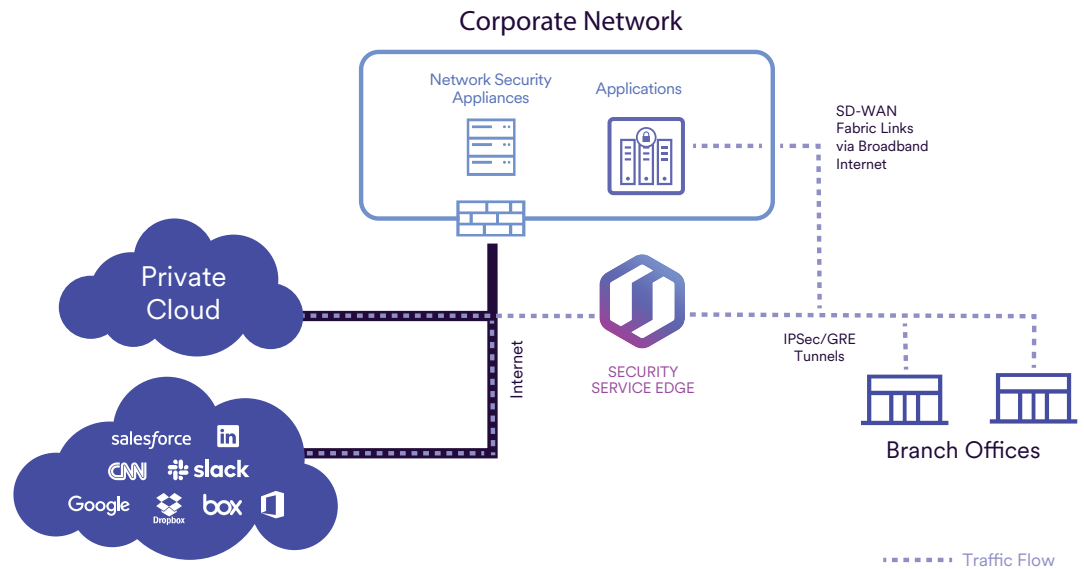 Corporate Network
Network Security
Appliances
Applications
SD-WAN
Fabric Links
via Broadband
Internet
Private
Cloud
Internet
IPSec/GRE
Tunnels
SECURITY
SERVICE EDGE
salesforce
in
CNN
slack
Google
Dropbox
box
Branch Offices
Traffic Flow